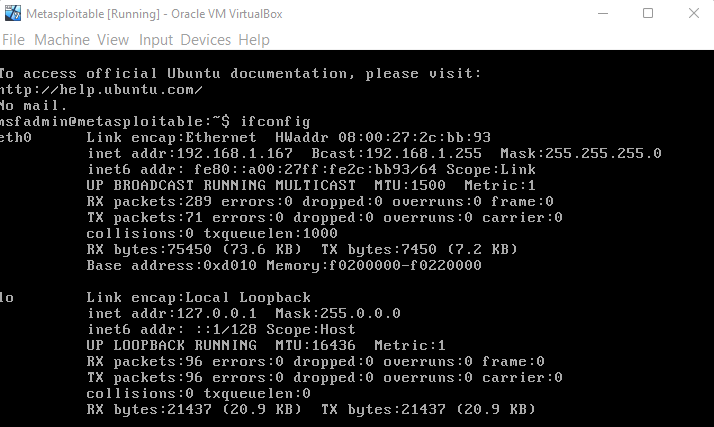 Metasploitable [Running] - Oracle VM VirtualBox
File Machine View Input Devices Help
To access official Ubuntu documentation, please visit:
http://help.ubuntu.com/
No mail.
msfadmin@metasploitable:~$ ifconfig
eth0      Link encap:Ethernet  HWaddr 08:00:27:2c:bb:93
          inet addr:192.168.1.167  Bcast:192.168.1.255  Mask:255.255.255.0
          inet6 addr: fe80::a00:27ff:fe2c:bb93/64 Scope:Link
          UP BROADCAST RUNNING MULTICAST  MTU:1500  Metric:1
          RX packets:289 errors:0 dropped:0 overruns:0 frame:0
          TX packets:71 errors:0 dropped:0 overruns:0 carrier:0
          collisions:0 txqueuelen:1000
          RX bytes:75450 (73.6 KB)  TX bytes:7450 (7.2 KB)
          Base address:0xd010 Memory:f0200000-f0220000
lo        Link encap:Local Loopback
          inet addr:127.0.0.1  Mask:255.0.0.0
          inet6 addr: ::1/128 Scope:Host
          UP LOOPBACK RUNNING  MTU:16436  Metric:1
          RX packets:96 errors:0 dropped:0 overruns:0 frame:0
          TX packets:96 errors:0 dropped:0 overruns:0 carrier:0
          collisions:0 txqueuelen:0
          RX bytes:21437 (20.9 KB)  TX bytes:21437 (20.9 KB)